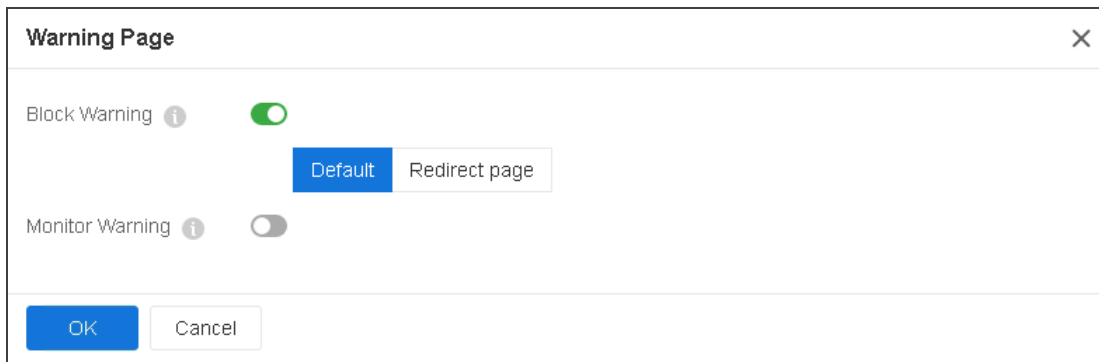 Warning Page
Block Warning
Default Redirect page
Monitor Warning
OK Cancel